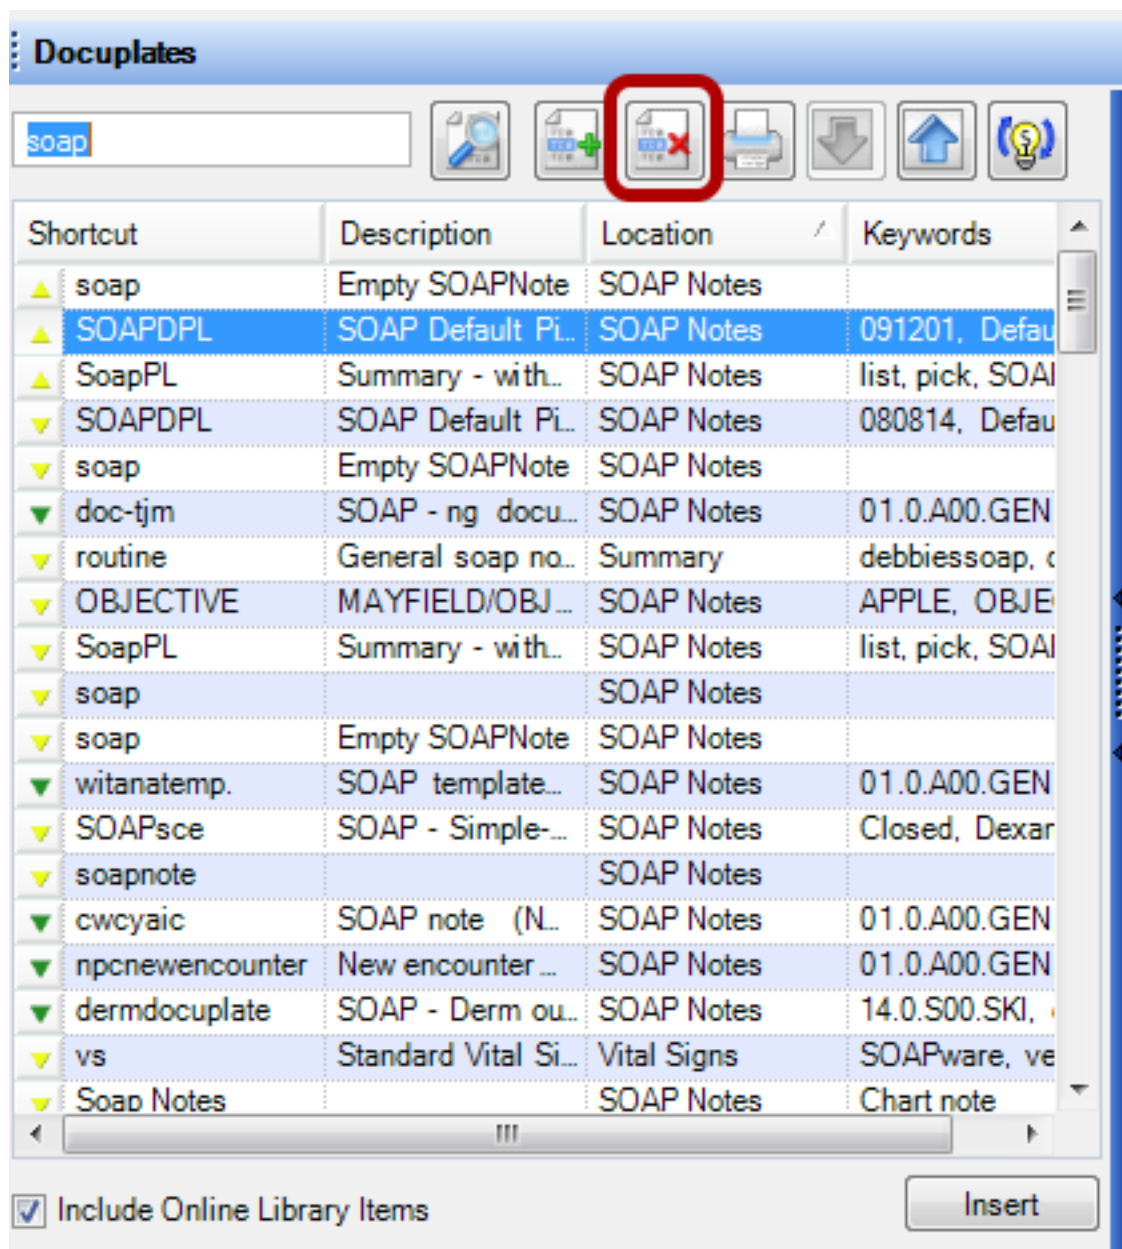 Docuplates
soap
Shortcut Description Location Keywords
soap Empty SOAPNote SOAP Notes
SOAPDPL SOAP Default Pi... SOAP Notes 091201, Defau
SoapPL Summary - with... SOAP Notes list, pick, SOAI
SOAPDPL SOAP Default Pi... SOAP Notes 080814, Defau
soap Empty SOAPNote SOAP Notes
doc-tjm SOAP - ng docu... SOAP Notes 01.0.A00.GEN
routine General soap no... Summary debbiessoap,
OBJECTIVE MAYFIELD/OBJ... SOAP Notes APPLE, OBJE
SoapPL Summary - with... SOAP Notes list, pick, SOAI
soap SOAP Notes
soap Empty SOAPNote SOAP Notes
witanatemp. SOAP template... SOAP Notes 01.0.A00.GEN
SOAPsce SOAP - Simple-... SOAP Notes Closed, Dexar
soapnote SOAP Notes
cwcyaic SOAP note (N... SOAP Notes 01.0.A00.GEN
npcnewencounter New encounter ... SOAP Notes 01.0.A00.GEN
dermdocuplate SOAP - Derm ou... SOAP Notes 14.0.S00.SKI,
vs Standard Vital Si... Vital Signs SOAPware, ve
Soap Notes SOAP Notes Chart note
Include Online Library Items Insert